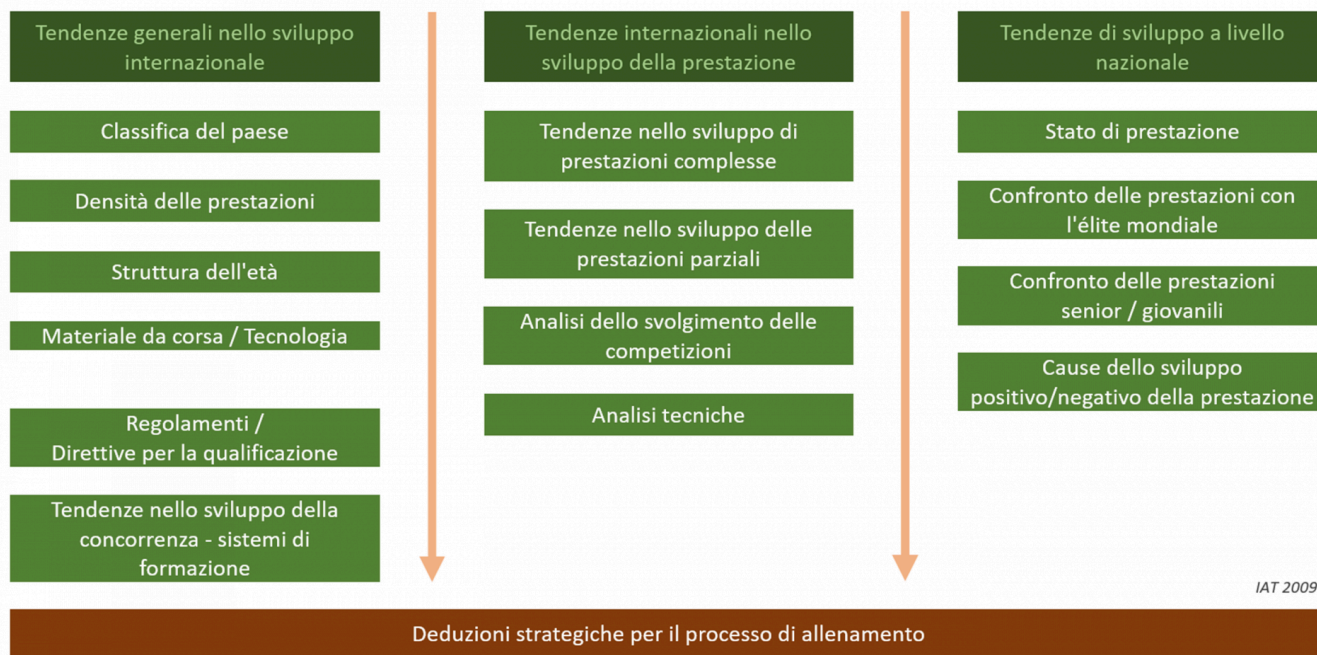 Tendenze generali nello sviluppo
internazionale
Classifica del paese
Densità delle prestazioni
Struttura dell'età
Materiale da corsa / Tecnologia
Regolamenti /
Direttive per la qualificazione
Tendenze nello sviluppo della
concorrenza - sistemi di
formazione
Tendenze internazionali nello
sviluppo della prestazione
Tendenze nello sviluppo di
prestazioni complesse
Tendenze nello sviluppo delle
prestazioni parziali
Analisi dello svolgimento delle
competizioni
Analisi tecniche
Tendenze di sviluppo a livello
nazionale
Stato di prestazione
Confronto delle prestazioni con
l'élite mondiale
Confronto delle prestazioni
senior / giovanili
Cause dello sviluppo
positivo/negativo della prestazione
IAT 2009
Deduzioni strategiche per il processo di allenamento